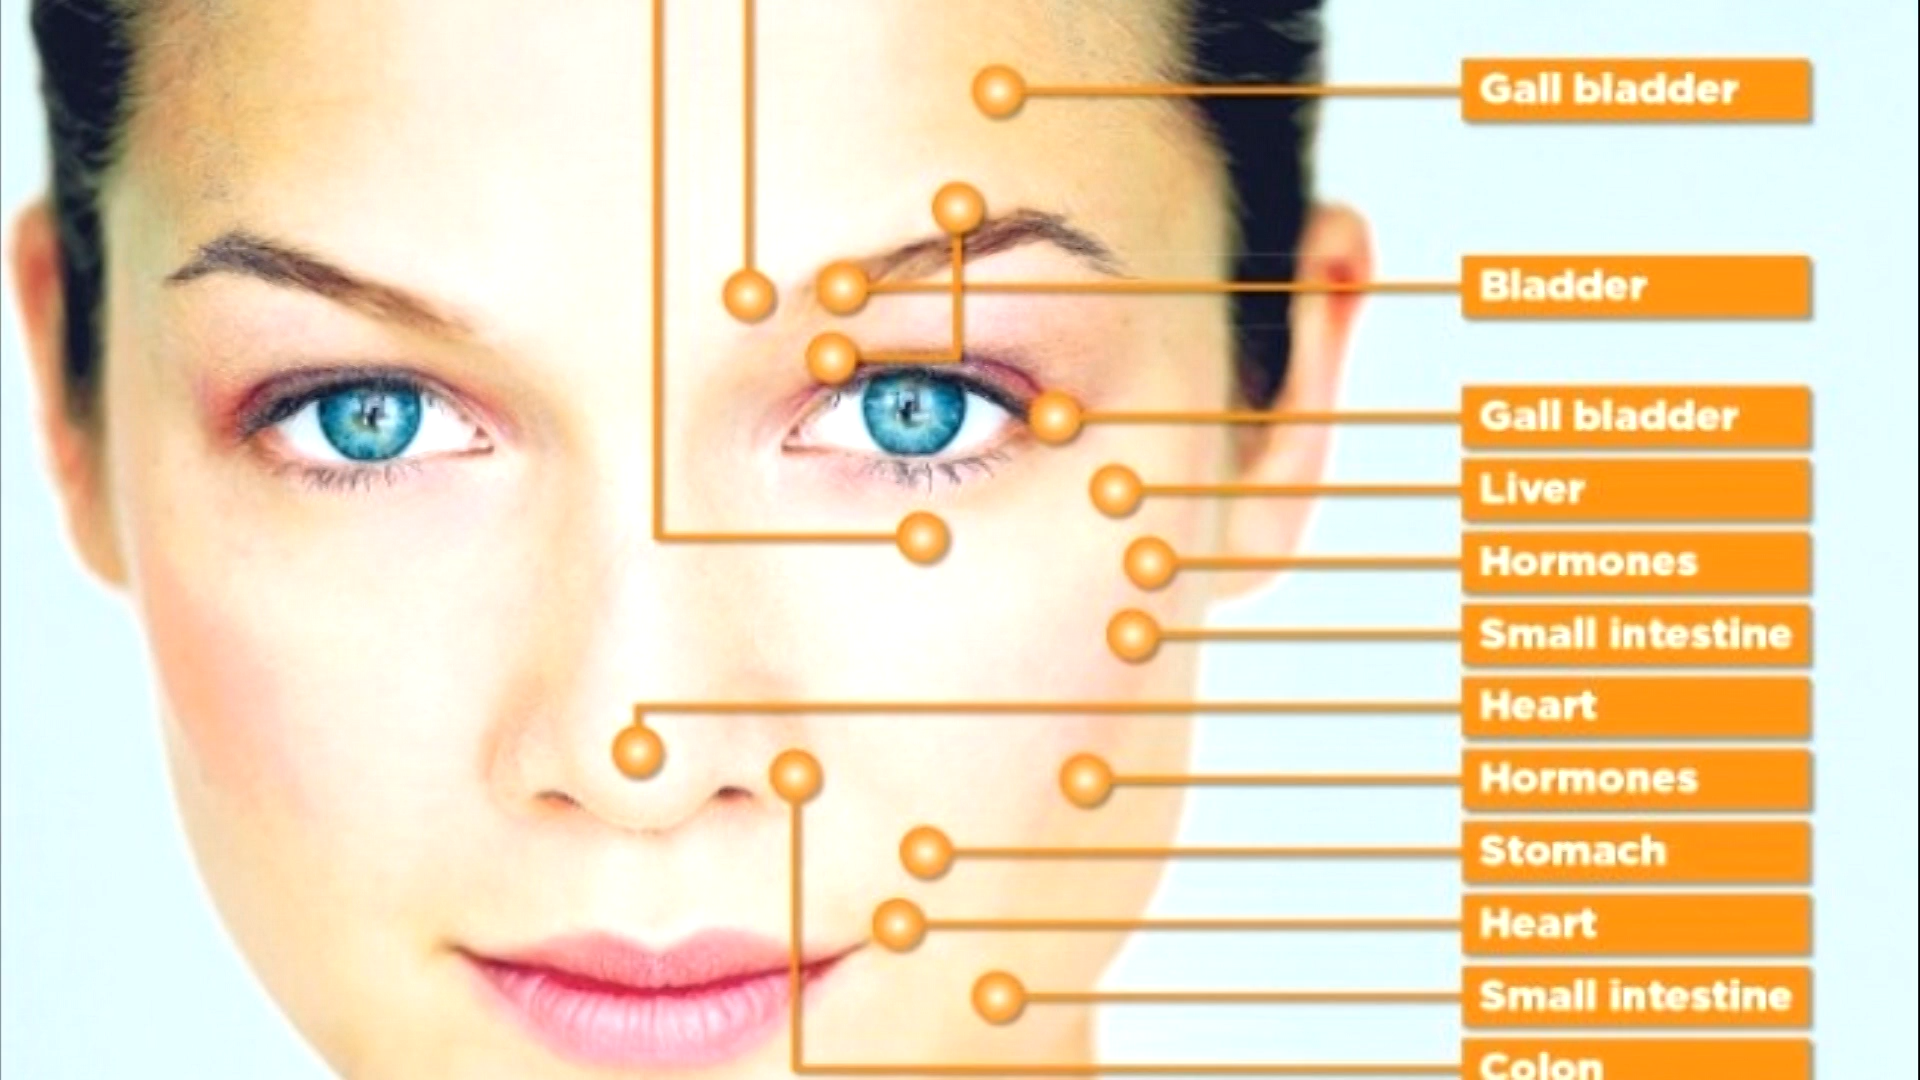 Gall bladder
Bladder
Gall bladder
Liver
Hormones
Small intestine
Heart
Hormones
Stomach
Heart
Small intestine
Colon